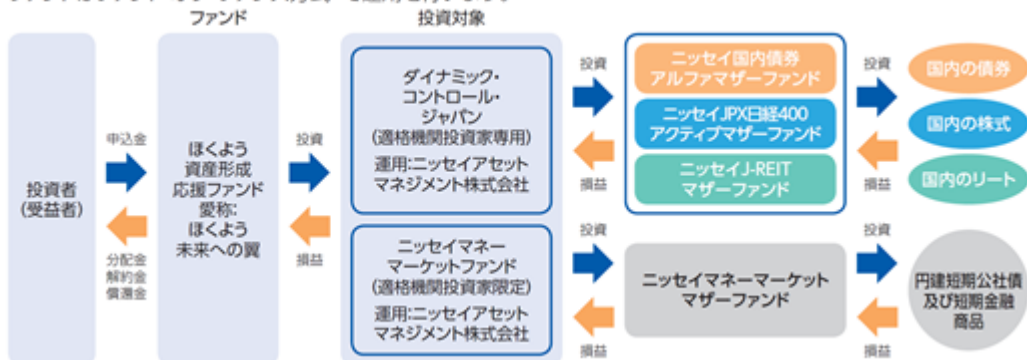 ファンド
投資対象
投資者
(受益者)
申込金
分配金
解約金
償還金
ほくよう
資産形成
応援ファンド
愛称:
ほくよう
未来への翼
投資
損益
ダイナミック・
コントロール・
ジャパン
(適格機関投資家専用)
運用:ニッセイアセット
マネジメント株式会社
投資
損益
ニッセイ国内債券
アルファマザーファンド
ニッセイJPX日経400
アクティブマザーファンド
ニッセイJ-REIT
マザーファンド
投資
損益
国内の債券
国内の株式
国内のリート
ニッセイマネー
マーケットファンド
(適格機関投資家限定)
運用:ニッセイアセット
マネジメント株式会社
投資
損益
ニッセイマネーマーケット
マザーファンド
投資
損益
円建短期公社債
及び短期金融
商品